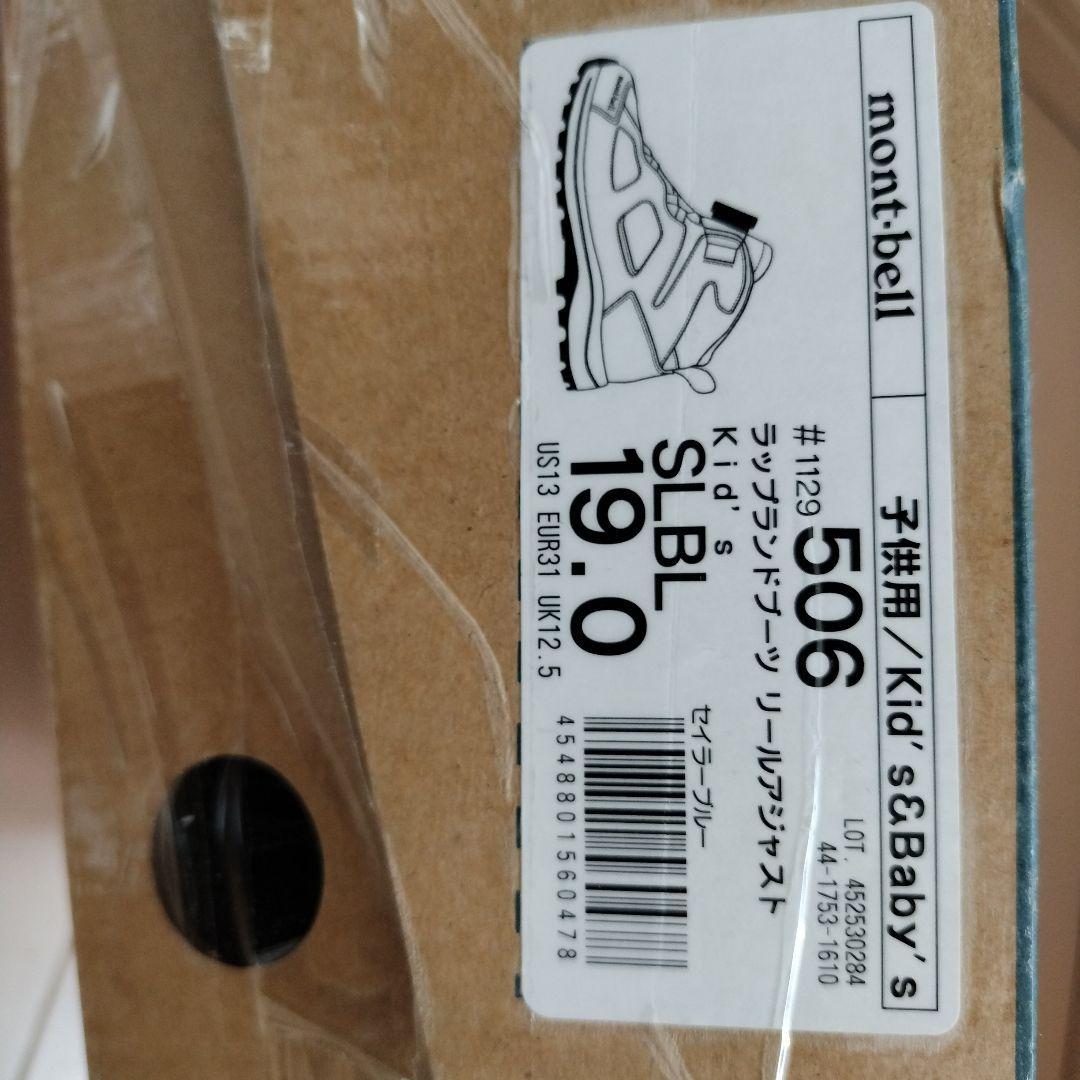 mont-bell 子供用/Kid's&Baby's
#1129506
LOT. 452530284
44-1753-1610
ラップランドブーツ リールアジャスト
Kid's
SLBL
セイラーブルー
19.0
US13 EUR31 UK12.5
4548801560478